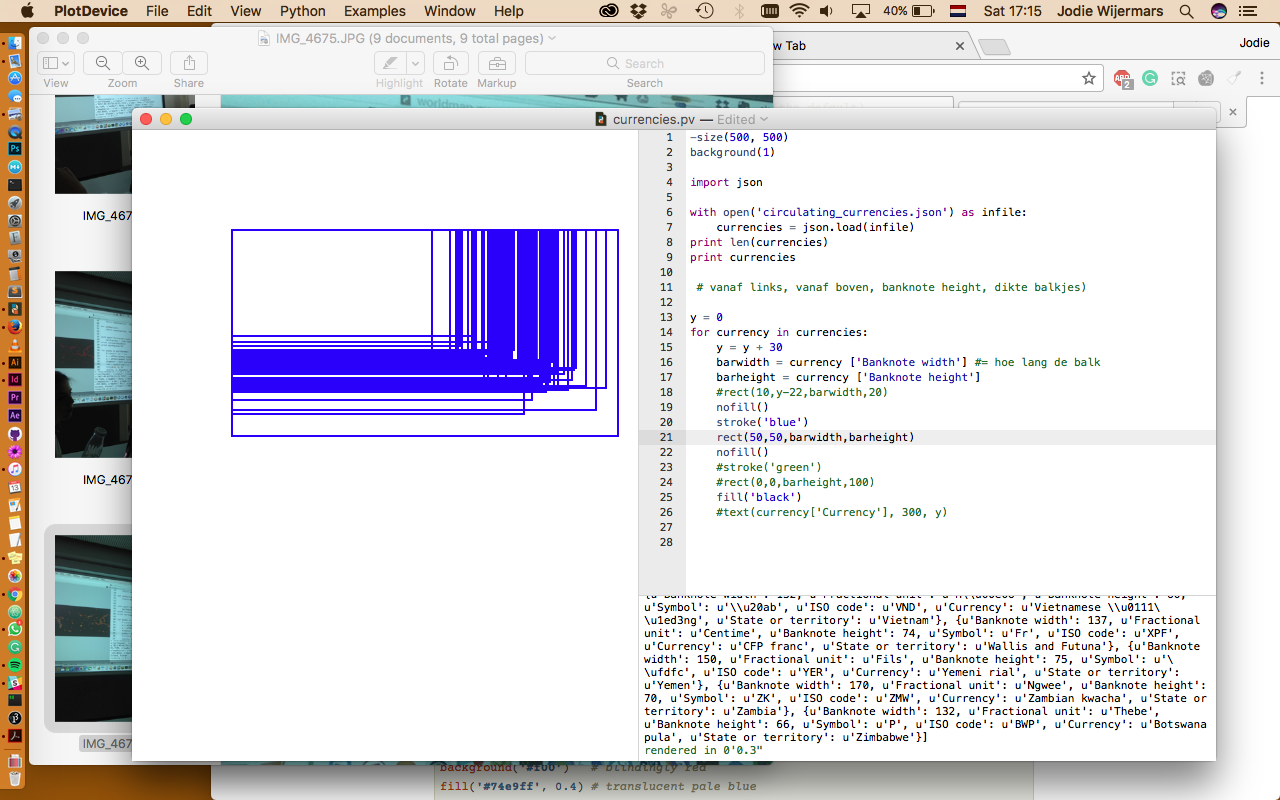 PlotDevice File Edit View Python Examples Window Help 40% Sat 17:15 Jodie Wijermars
IMG_4675.JPG (9 documents, 9 total pages)
w Tab
Jodie
Search
View Zoom Share Highlight Rotate Markup Search
2
worldmap
IMG_467
IMG_467
IMG_467
currencies.pv — Edited
1 -size(500, 500)
2 background(1)
3
4 import json
5
6 with open('circulating_currencies.json') as infile:
7 currencies = json.load(infile)
8 print len(currencies)
9 print currencies
10
11 # vanaf links, vanaf boven, banknote height, dikte balkjes)
12
13 y = 0
14 for currency in currencies:
15 y = y + 30
16 barwidth = currency ['Banknote width'] #= hoe lang de balk
17 barheight = currency ['Banknote height']
18 #rect(10,y-22,barwidth,20)
19 nofill()
20 stroke('blue')
21 rect(50,50,barwidth,barheight)
22 nofill()
23 #stroke('green')
24 #rect(0,0,barheight,100)
25 fill('black')
26 #text(currency['Currency'], 300, y)
27
28
u'Symbol': u'\\u20ab', u'ISO code': u'VND', u'Currency': u'Vietnamese \\u0111\
\u1ed3ng', u'State or territory': u'Vietnam'}, {u'Banknote width': 137, u'Fractional
unit': u'Centime', u'Banknote height': 74, u'Symbol': u'Fr', u'ISO code': u'XPF',
u'Currency': u'CFP franc', u'State or territory': u'Wallis and Futuna'}, {u'Banknote
width': 150, u'Fractional unit': u'Fils', u'Banknote height': 75, u'Symbol': u'\
\ufdfc', u'ISO code': u'YER', u'Currency': u'Yemeni rial', u'State or territory':
u'Yemen'}, {u'Banknote width': 170, u'Fractional unit': u'Ngwee', u'Banknote height':
70, u'Symbol': u'ZK', u'ISO code': u'ZMW', u'Currency': u'Zambian kwacha', u'State or
territory': u'Zambia'}, {u'Banknote width': 132, u'Fractional unit': u'Thebe',
u'Banknote height': 66, u'Symbol': u'P', u'ISO code': u'BWP', u'Currency': u'Botswana
pula', u'State or territory': u'Zimbabwe'}]
rendered in 0'0.3"
background('#f00') # blindingly red
fill('#74e9ff', 0.4) # translucent pale blue